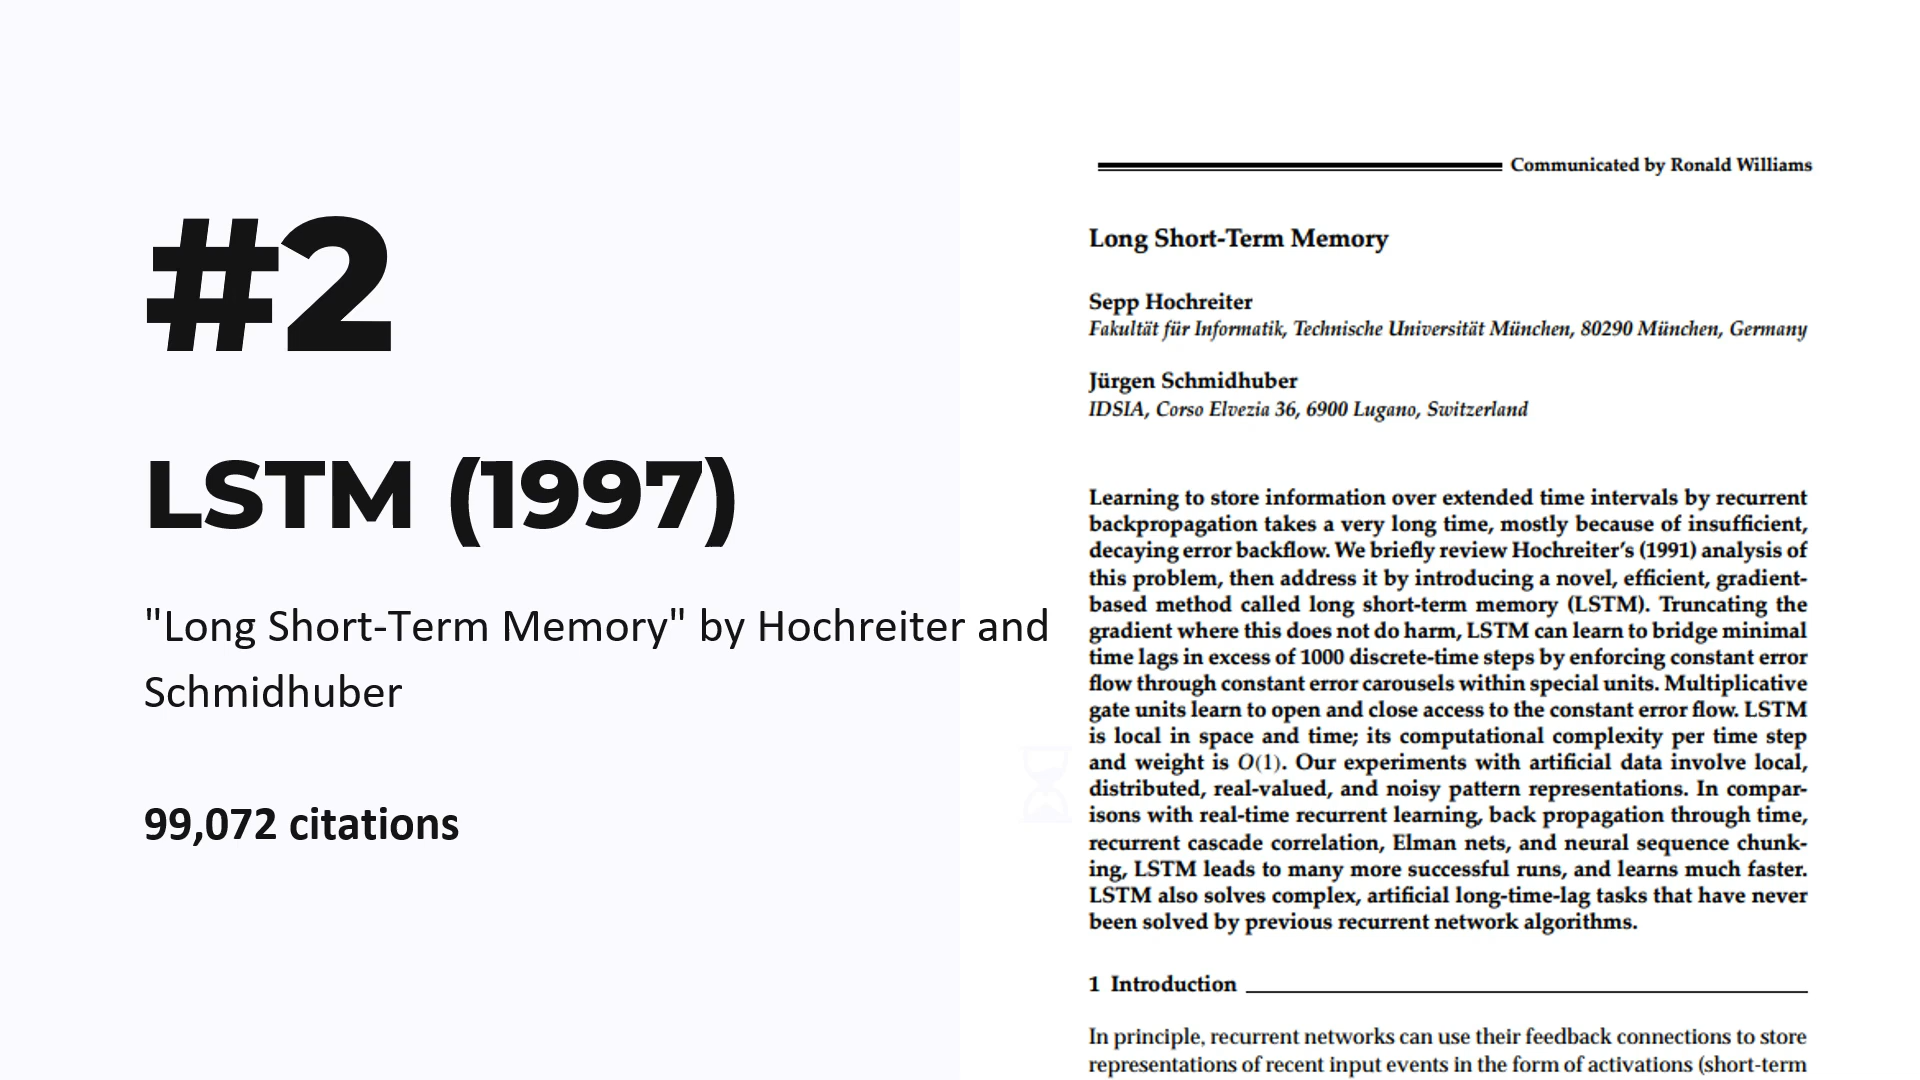 #2
LSTM (1997)
"Long Short-Term Memory" by Hochreiter and
Schmidhuber
99,072 citations
Communicated by Ronald Williams
Long Short-Term Memory
Sepp Hochreiter
Fakultät für Informatik, Technische Universität München, 80290 München, Germany
Jürgen Schmidhuber
IDSIA, Corso Elvezia 36, 6900 Lugano, Switzerland
Learning to store information over extended time intervals by recurrent
backpropagation takes a very long time, mostly because of insufficient,
decaying error backflow. We briefly review Hochreiter's (1991) analysis of
this problem, then address it by introducing a novel, efficient, gradient-
based method called long short-term memory (LSTM). Truncating the
gradient where this does not do harm, LSTM can learn to bridge minimal
time lags in excess of 1000 discrete-time steps by enforcing constant error
flow through constant error carousels within special units. Multiplicative
gate units learn to open and close access to the constant error flow. LSTM
is local in space and time; its computational complexity per time step
and weight is O(1). Our experiments with artificial data involve local,
distributed, real-valued, and noisy pattern representations. In compar-
isons with real-time recurrent learning, back propagation through time,
recurrent cascade correlation, Elman nets, and neural sequence chunk-
ing, LSTM leads to many more successful runs, and learns much faster.
LSTM also solves complex, artificial long-time-lag tasks that have never
been solved by previous recurrent network algorithms.
1 Introduction
In principle, recurrent networks can use their feedback connections to store
representations of recent input events in the form of activations (short-term